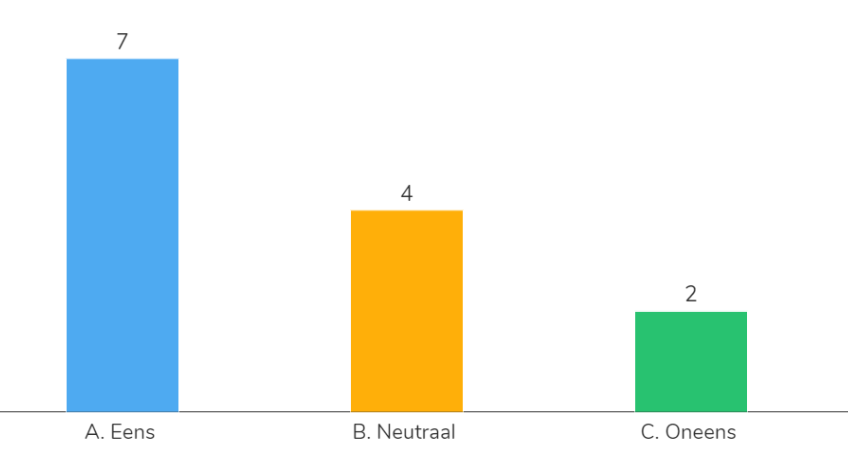 7
4
2
A. Eens
B. Neutraal
C. Oneens